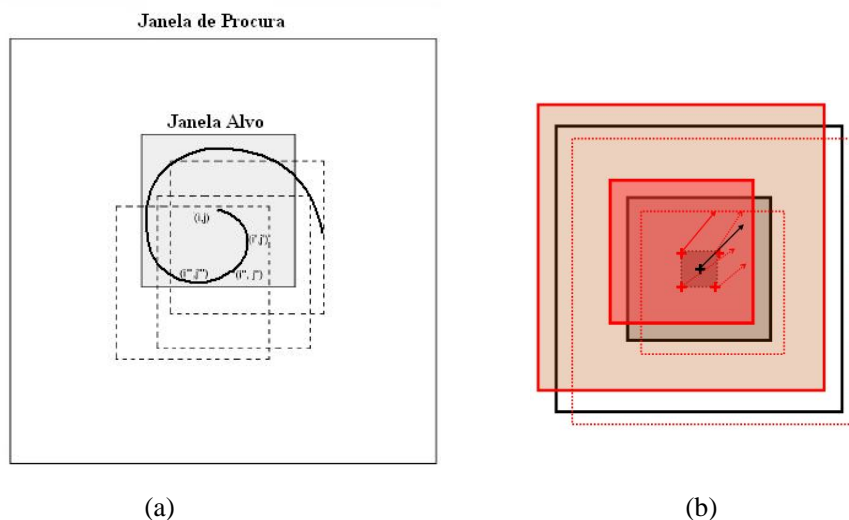 Janela de Procura
Janela Alvo
(i,j)
(i',j')
(i'',j'')
(a)
(b)